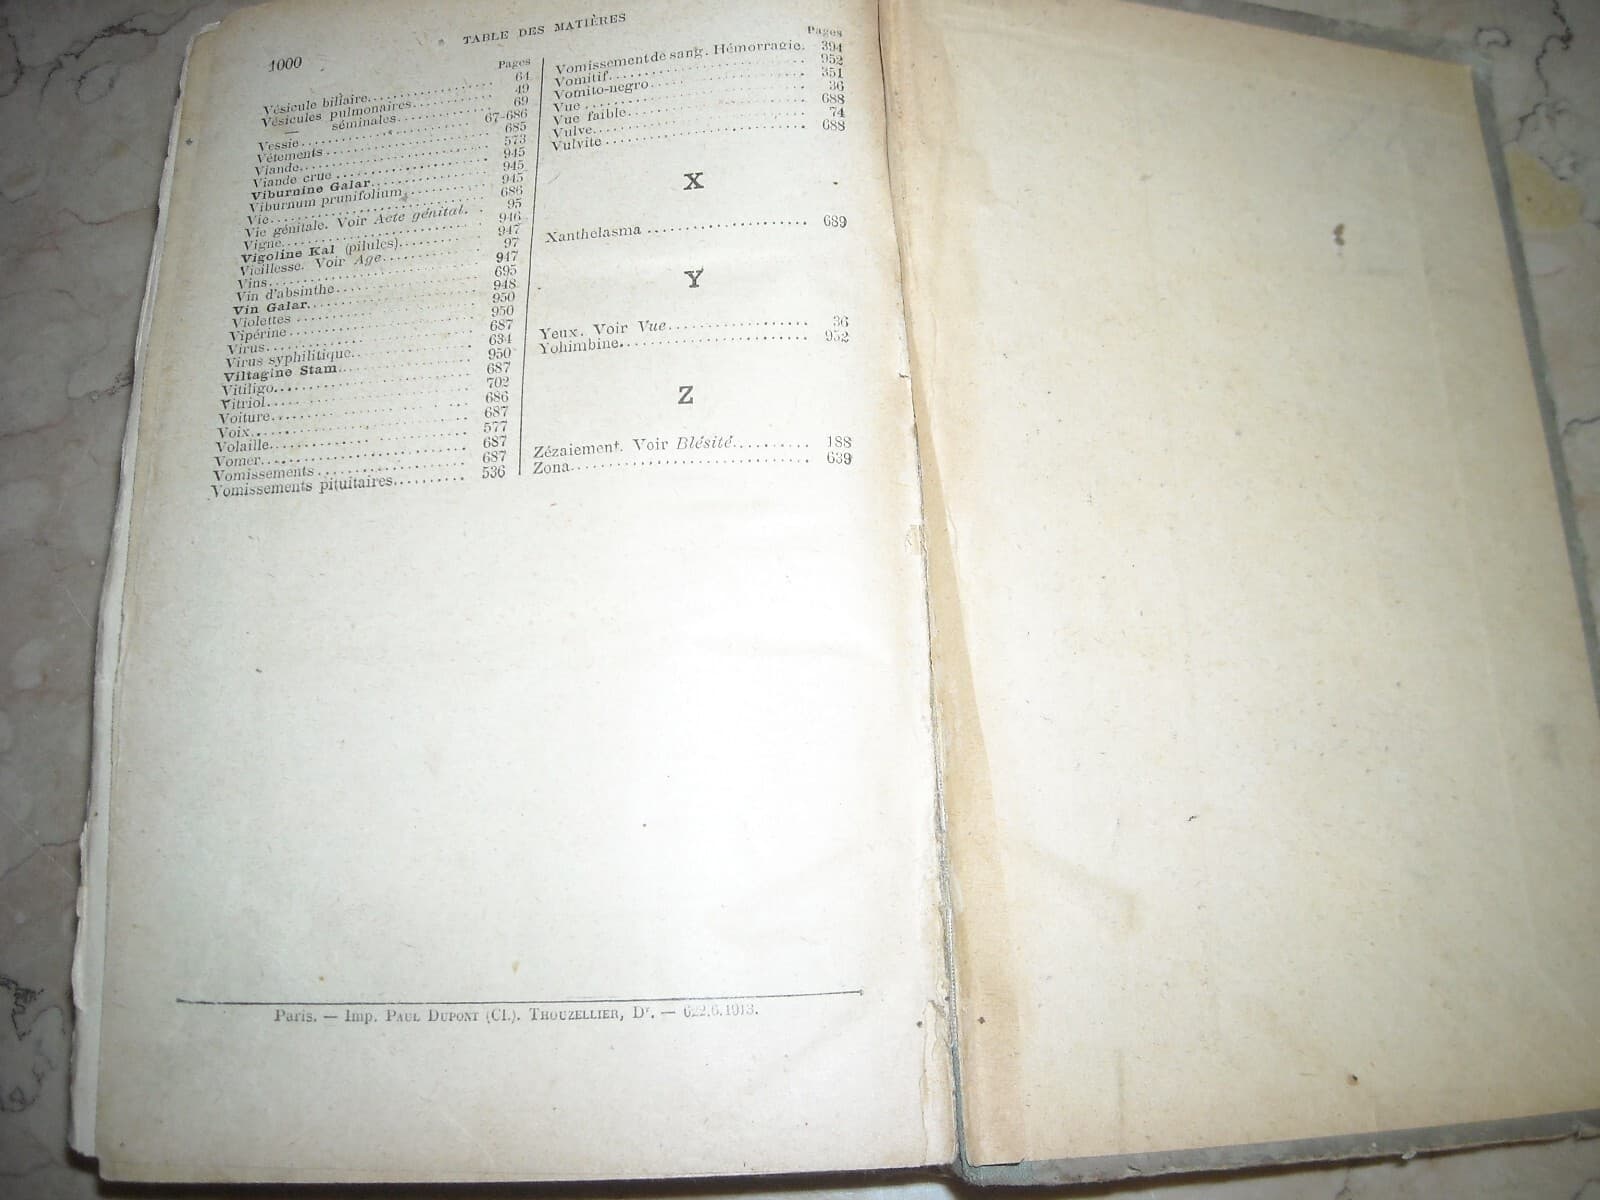 1000
TABLE DES MATIÈRES
Pages
Vésicule biliaire. 64
Vésicules pulmonaires. 49
— séminales. 69
Vessie. 67-686
Vêtements. 685
Viande. 573
Viande crue. 945
Viburnine Galar. 945
Viburnum prunifolium. 945
Vie. 686
Vie génitale. Voir Acte génital. 95
Vigne. 946
Vigoline Kal (pilules). 947
Vieillesse. Voir Age. 97
Vins. 947
Vin d'absinthe. 695
Vin Galar. 948
Violettes. 950
Vipérine. 950
Virus. 687
Virus syphilitique. 634
Viltagine Stam. 950
Vitiligo. 687
Vitriol. 702
Voiture. 686
Voix. 687
Volaille. 577
Vomer. 687
Vomissements. 687
Vomissements pituitaires. 536
Pages
Vomissement de sang. Hémorragie. 394
Vomitif. 952
Vomito-negro. 351
Vue. 36
Vue faible. 688
Vulve. 74
Vulvite. 688
X
Xanthelasma. 689
Y
Yeux. Voir Vue. 36
Yohimbine. 952
Z
Zézaiement. Voir Blésité. 188
Zona. 639
Paris. — Imp. PAUL DUPONT (Cl.). THOUZELLIER, Dr. — 622.6.1913.